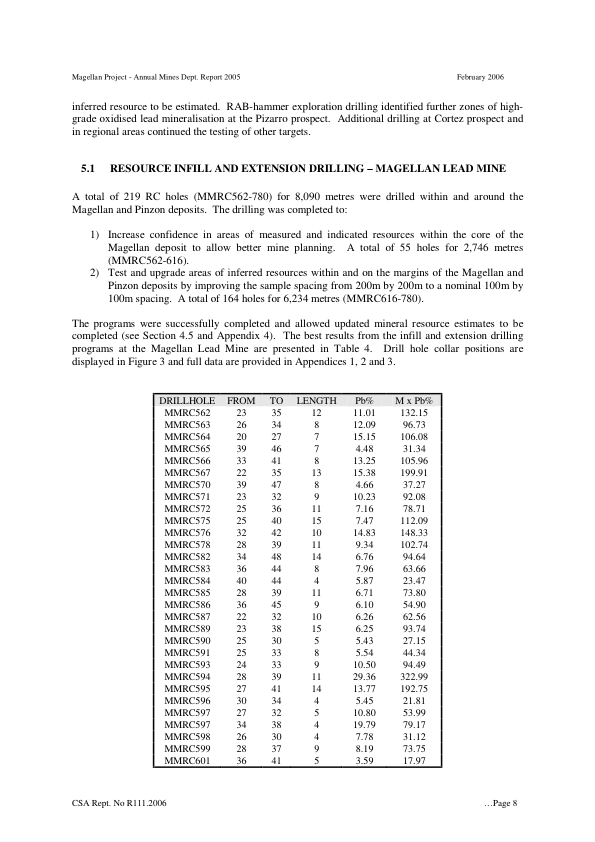 Magellan Project - Annual Mines Dept. Report 2005 February 2006
inferred resource to be estimated. RAB-hammer exploration drilling identified further zones of high-
grade oxidised lead mineralisation at the Pizarro prospect. Additional drilling at Cortez prospect and
in regional areas continued the testing of other targets.
5.1 RESOURCE INFILL AND EXTENSION DRILLING – MAGELLAN LEAD MINE
A total of 219 RC holes (MMRC562-780) for 8,090 metres were drilled within and around the
Magellan and Pinzon deposits. The drilling was completed to:
1) Increase confidence in areas of measured and indicated resources within the core of the
Magellan deposit to allow better mine planning. A total of 55 holes for 2,746 metres
(MMRC562-616).
2) Test and upgrade areas of inferred resources within and on the margins of the Magellan and
Pinzon deposits by improving the sample spacing from 200m by 200m to a nominal 100m by
100m spacing. A total of 164 holes for 6,234 metres (MMRC616-780).
The programs were successfully completed and allowed updated mineral resource estimates to be
completed (see Section 4.5 and Appendix 4). The best results from the infill and extension drilling
programs at the Magellan Lead Mine are presented in Table 4. Drill hole collar positions are
displayed in Figure 3 and full data are provided in Appendices 1, 2 and 3.
DRILLHOLE FROM TO LENGTH Pb% M x Pb%
MMRC562 23 35 12 11.01 132.15
MMRC563 26 34 8 12.09 96.73
MMRC564 20 27 7 15.15 106.08
MMRC565 39 46 7 4.48 31.34
MMRC566 33 41 8 13.25 105.96
MMRC567 22 35 13 15.38 199.91
MMRC570 39 47 8 4.66 37.27
MMRC571 23 32 9 10.23 92.08
MMRC572 25 36 11 7.16 78.71
MMRC575 25 40 15 7.47 112.09
MMRC576 32 42 10 14.83 148.33
MMRC578 28 39 11 9.34 102.74
MMRC582 34 48 14 6.76 94.64
MMRC583 36 44 8 7.96 63.66
MMRC584 40 44 4 5.87 23.47
MMRC585 28 39 11 6.71 73.80
MMRC586 36 45 9 6.10 54.90
MMRC587 22 32 10 6.26 62.56
MMRC589 23 38 15 6.25 93.74
MMRC590 25 30 5 5.43 27.15
MMRC591 25 33 8 5.54 44.34
MMRC593 24 33 9 10.50 94.49
MMRC594 28 39 11 29.36 322.99
MMRC595 27 41 14 13.77 192.75
MMRC596 30 34 4 5.45 21.81
MMRC597 27 32 5 10.80 53.99
MMRC597 34 38 4 19.79 79.17
MMRC598 26 30 4 7.78 31.12
MMRC599 28 37 9 8.19 73.75
MMRC601 36 41 5 3.59 17.97
CSA Rept. No R111.2006 …Page 8